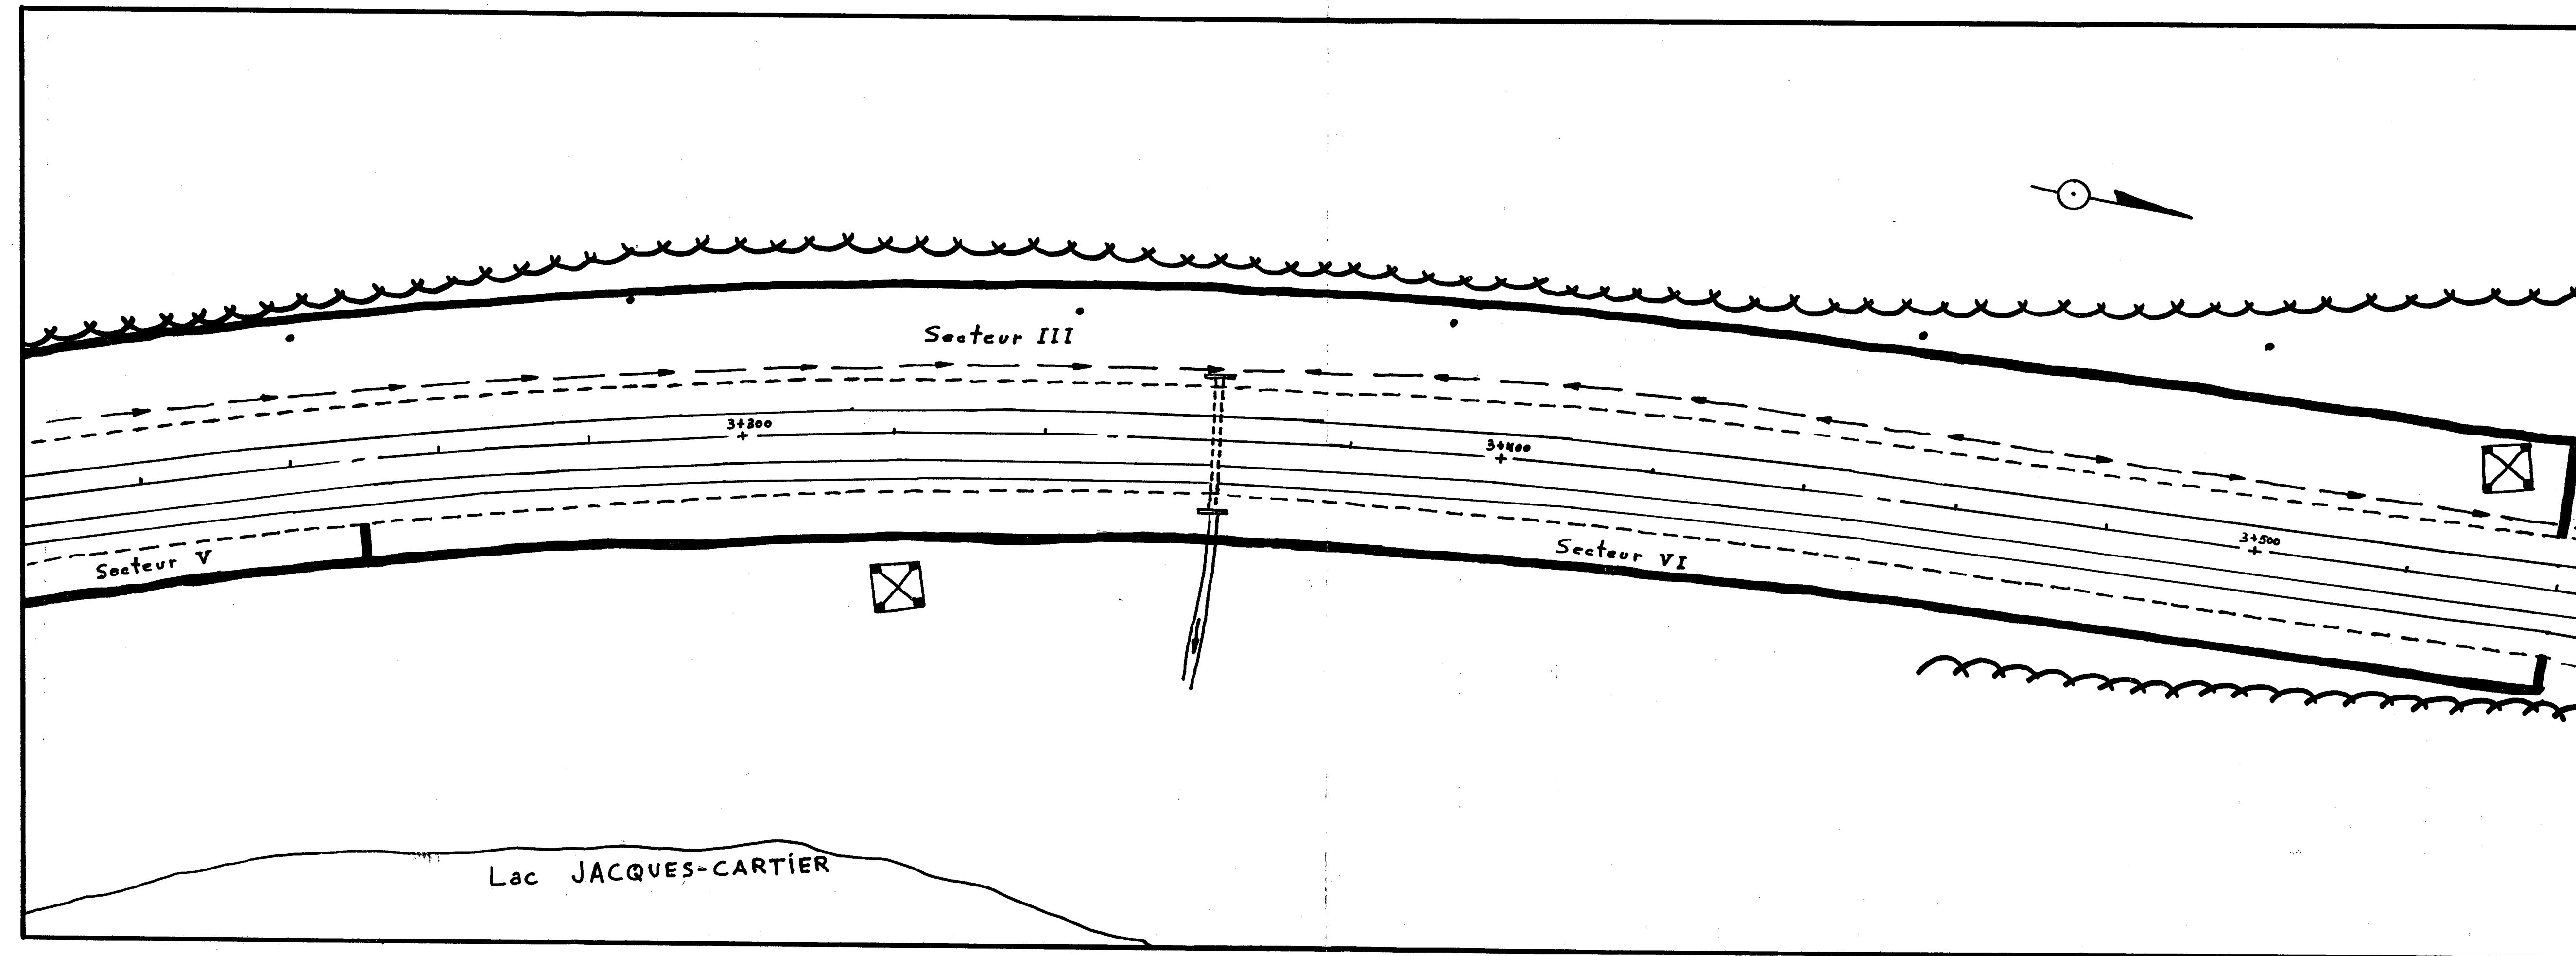 Secteur III
3+300
3+400
3+500
Secteur V
Secteur VI
Lac JACQUES-CARTIER